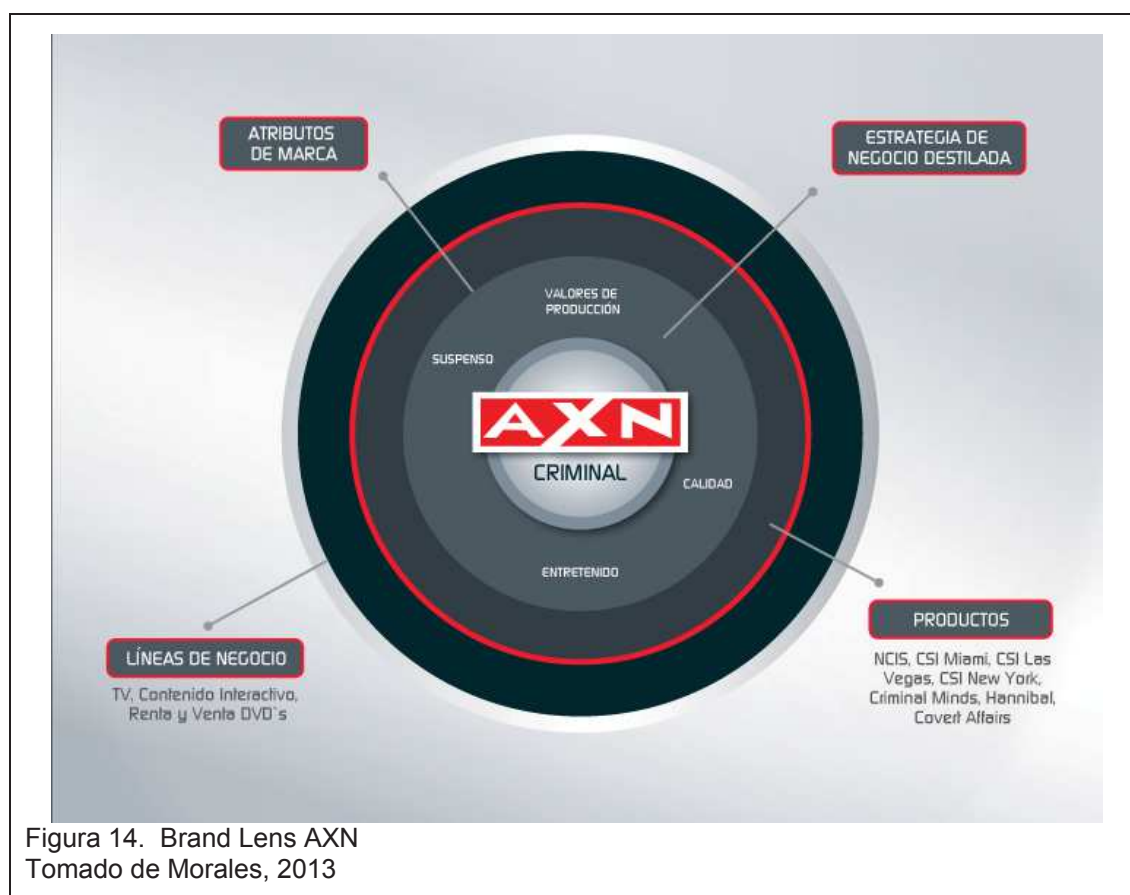 ATRIBUTOS
DE MARCA
ESTRATEGIA DE
NEGOCIO DESTILADA
VALORES DE
PRODUCCIÓN
SUSPENSO
AXN
CRIMINAL
CALIDAD
ENTRETENIDO
LÍNEAS DE NEGOCIO
TV, Contenido Interactivo,
Renta y Venta DVD`s
PRODUCTOS
NCIS, CSI Miami, CSI Las
Vegas, CSI New York,
Criminal Minds, Hannibal,
Covert Affairs
Figura 14. Brand Lens AXN
Tomado de Morales, 2013